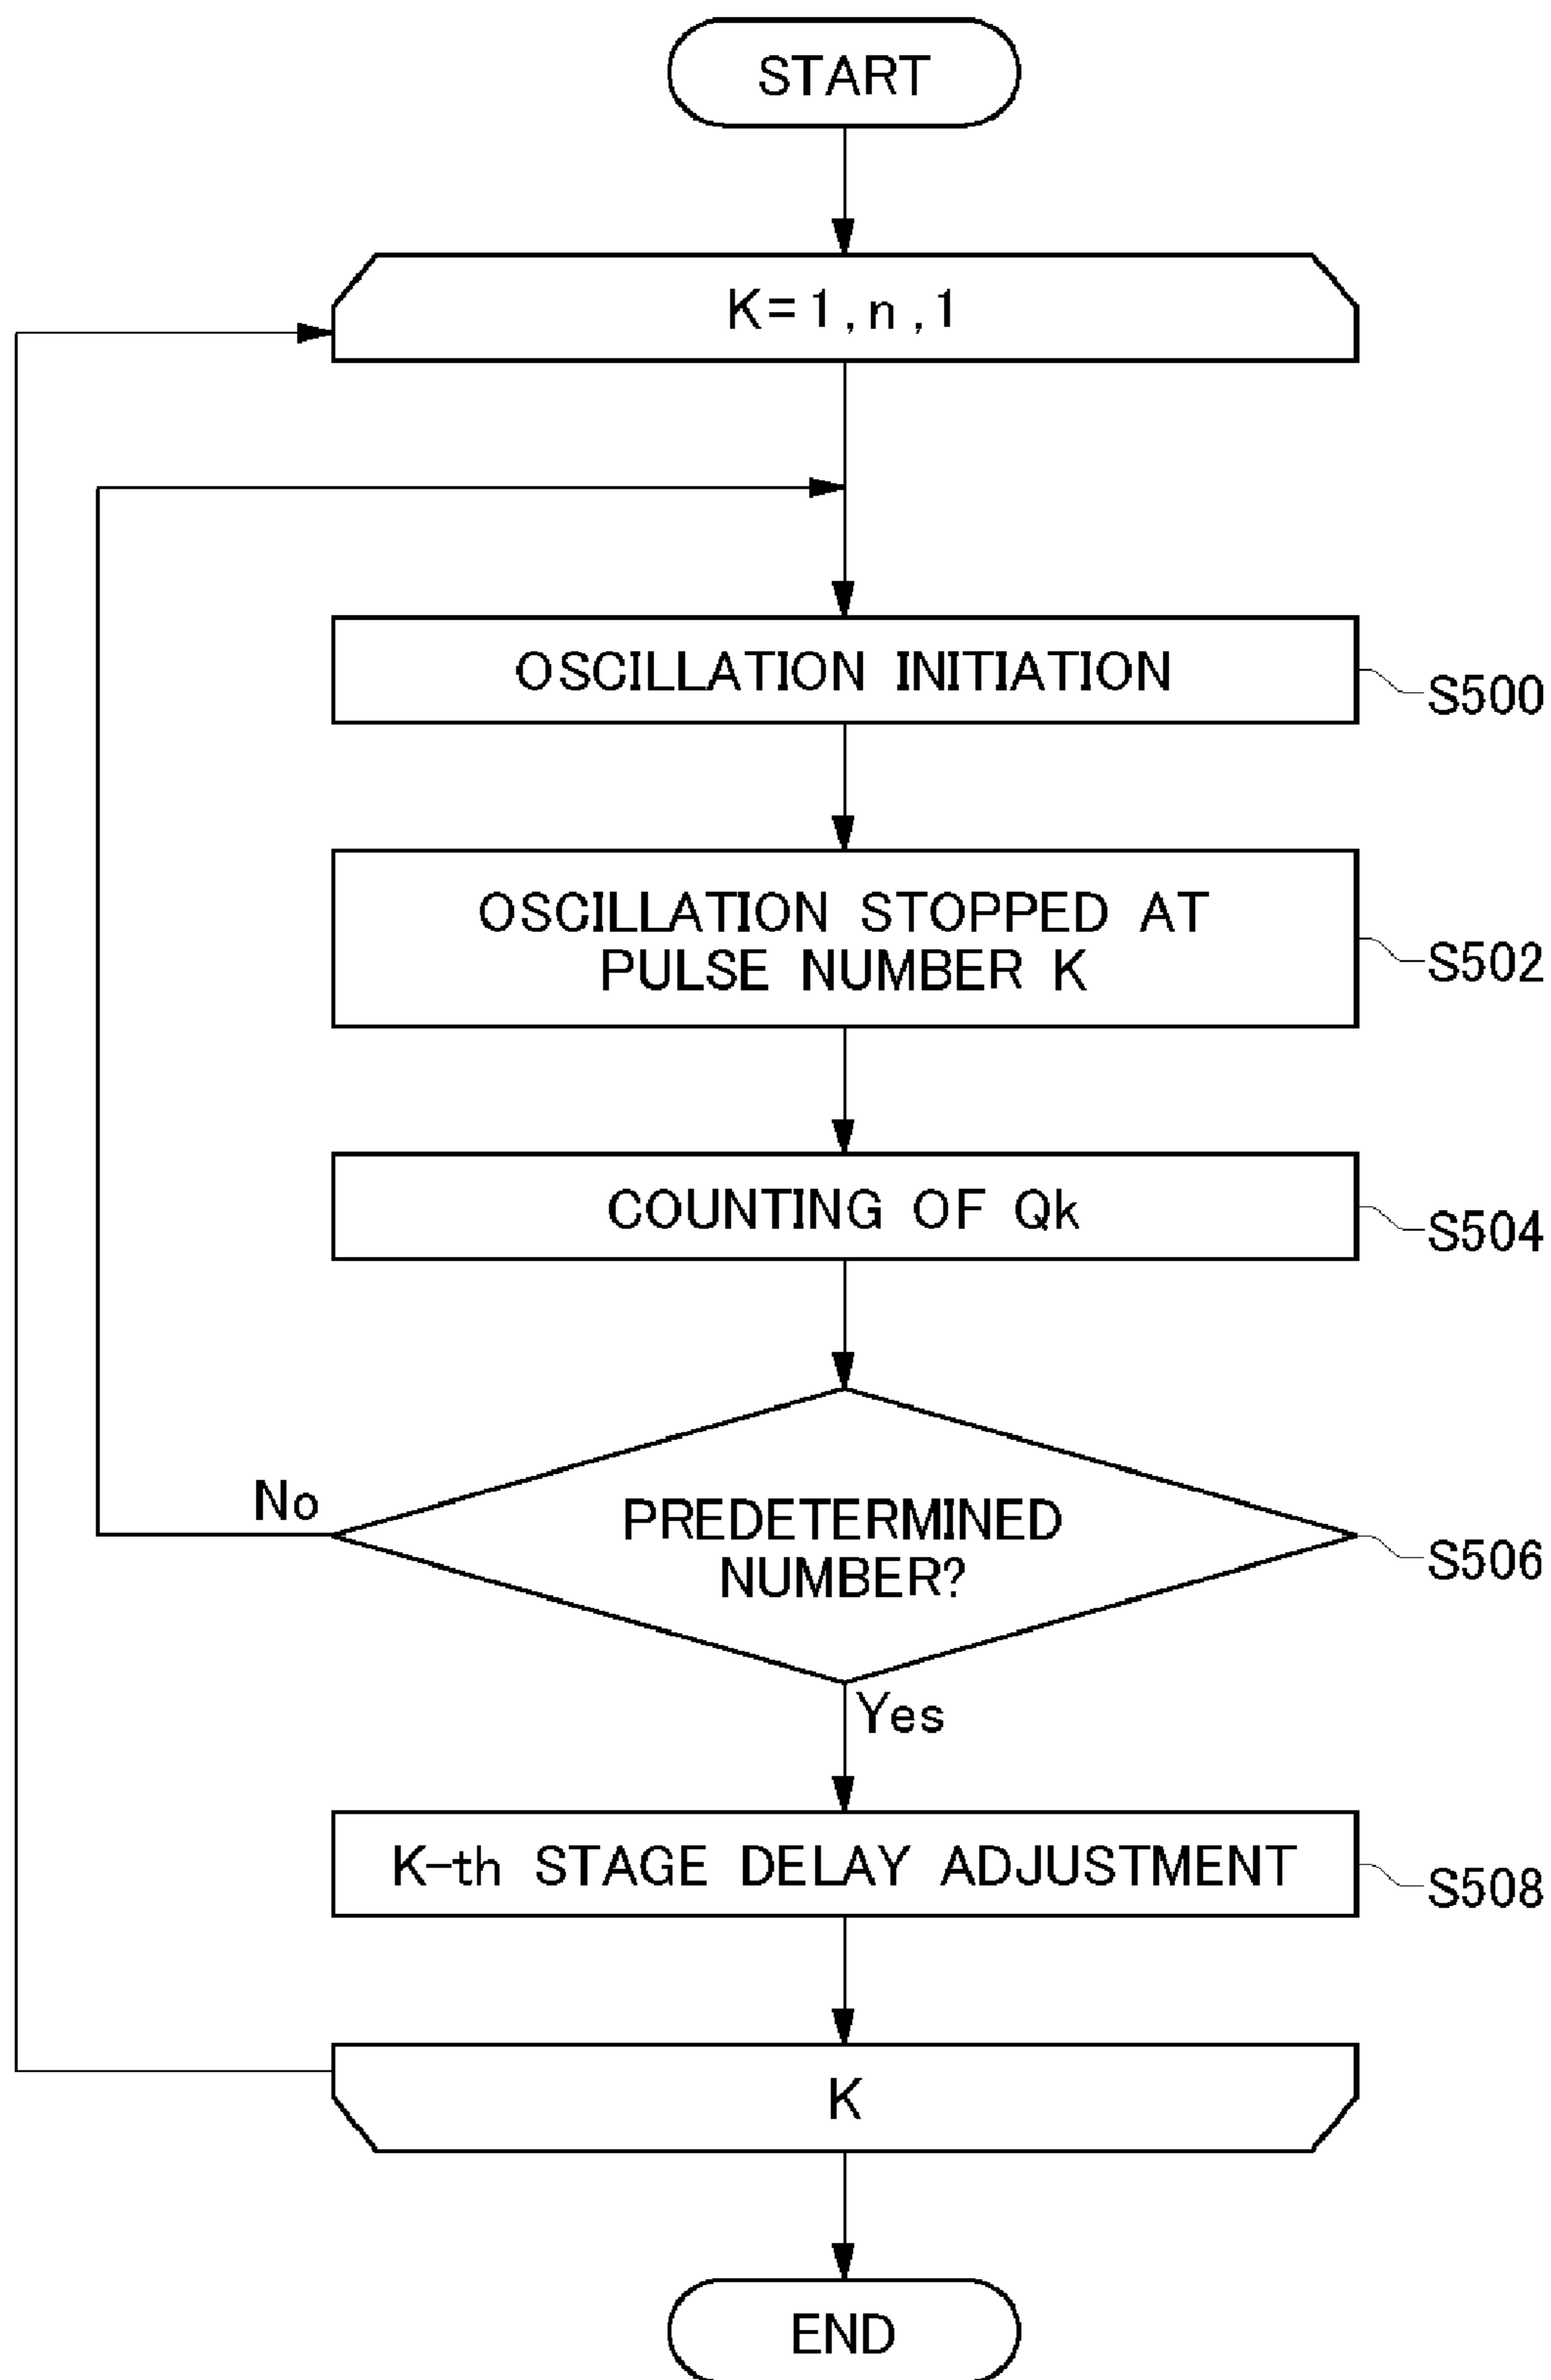 START
K=1,n,1
OSCILLATION INITIATION
S500
OSCILLATION STOPPED AT
PULSE NUMBER K
S502
COUNTING OF Qk
S504
No
PREDETERMINED
NUMBER?
S506
Yes
K-th STAGE DELAY ADJUSTMENT
S508
K
END